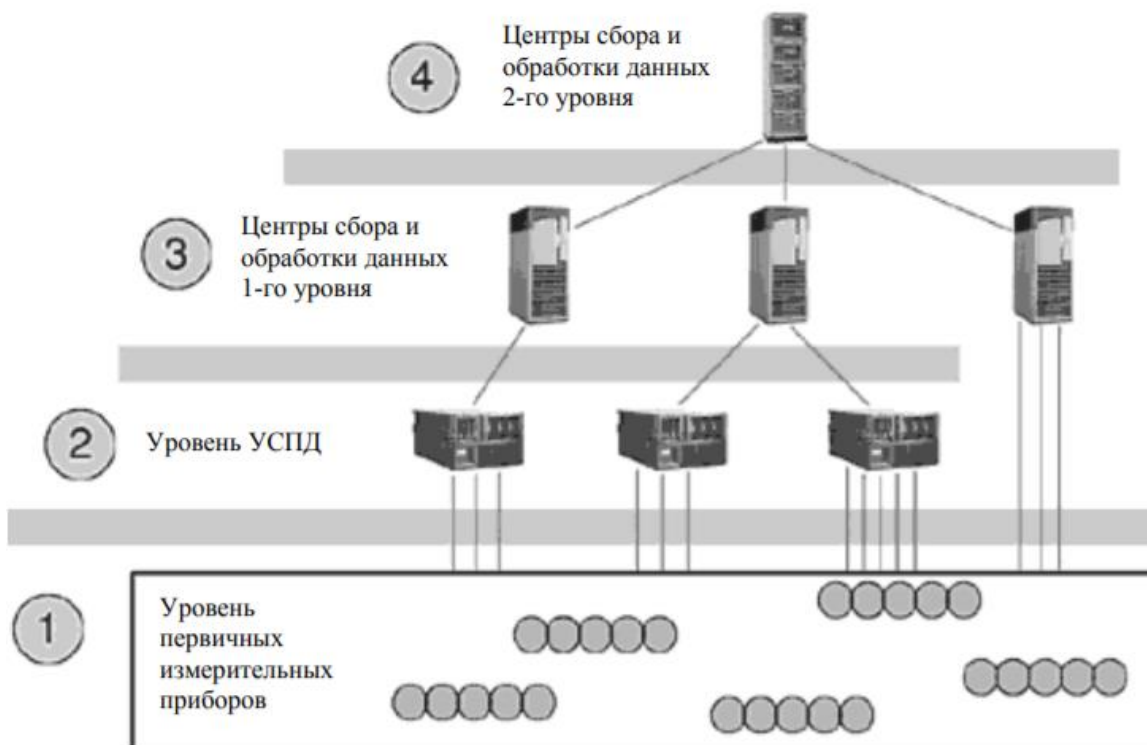 4
Центры сбора и
обработки данных
2-го уровня
3
Центры сбора и
обработки данных
1-го уровня
2
Уровень УСПД
1
Уровень
первичных
измерительных
приборов